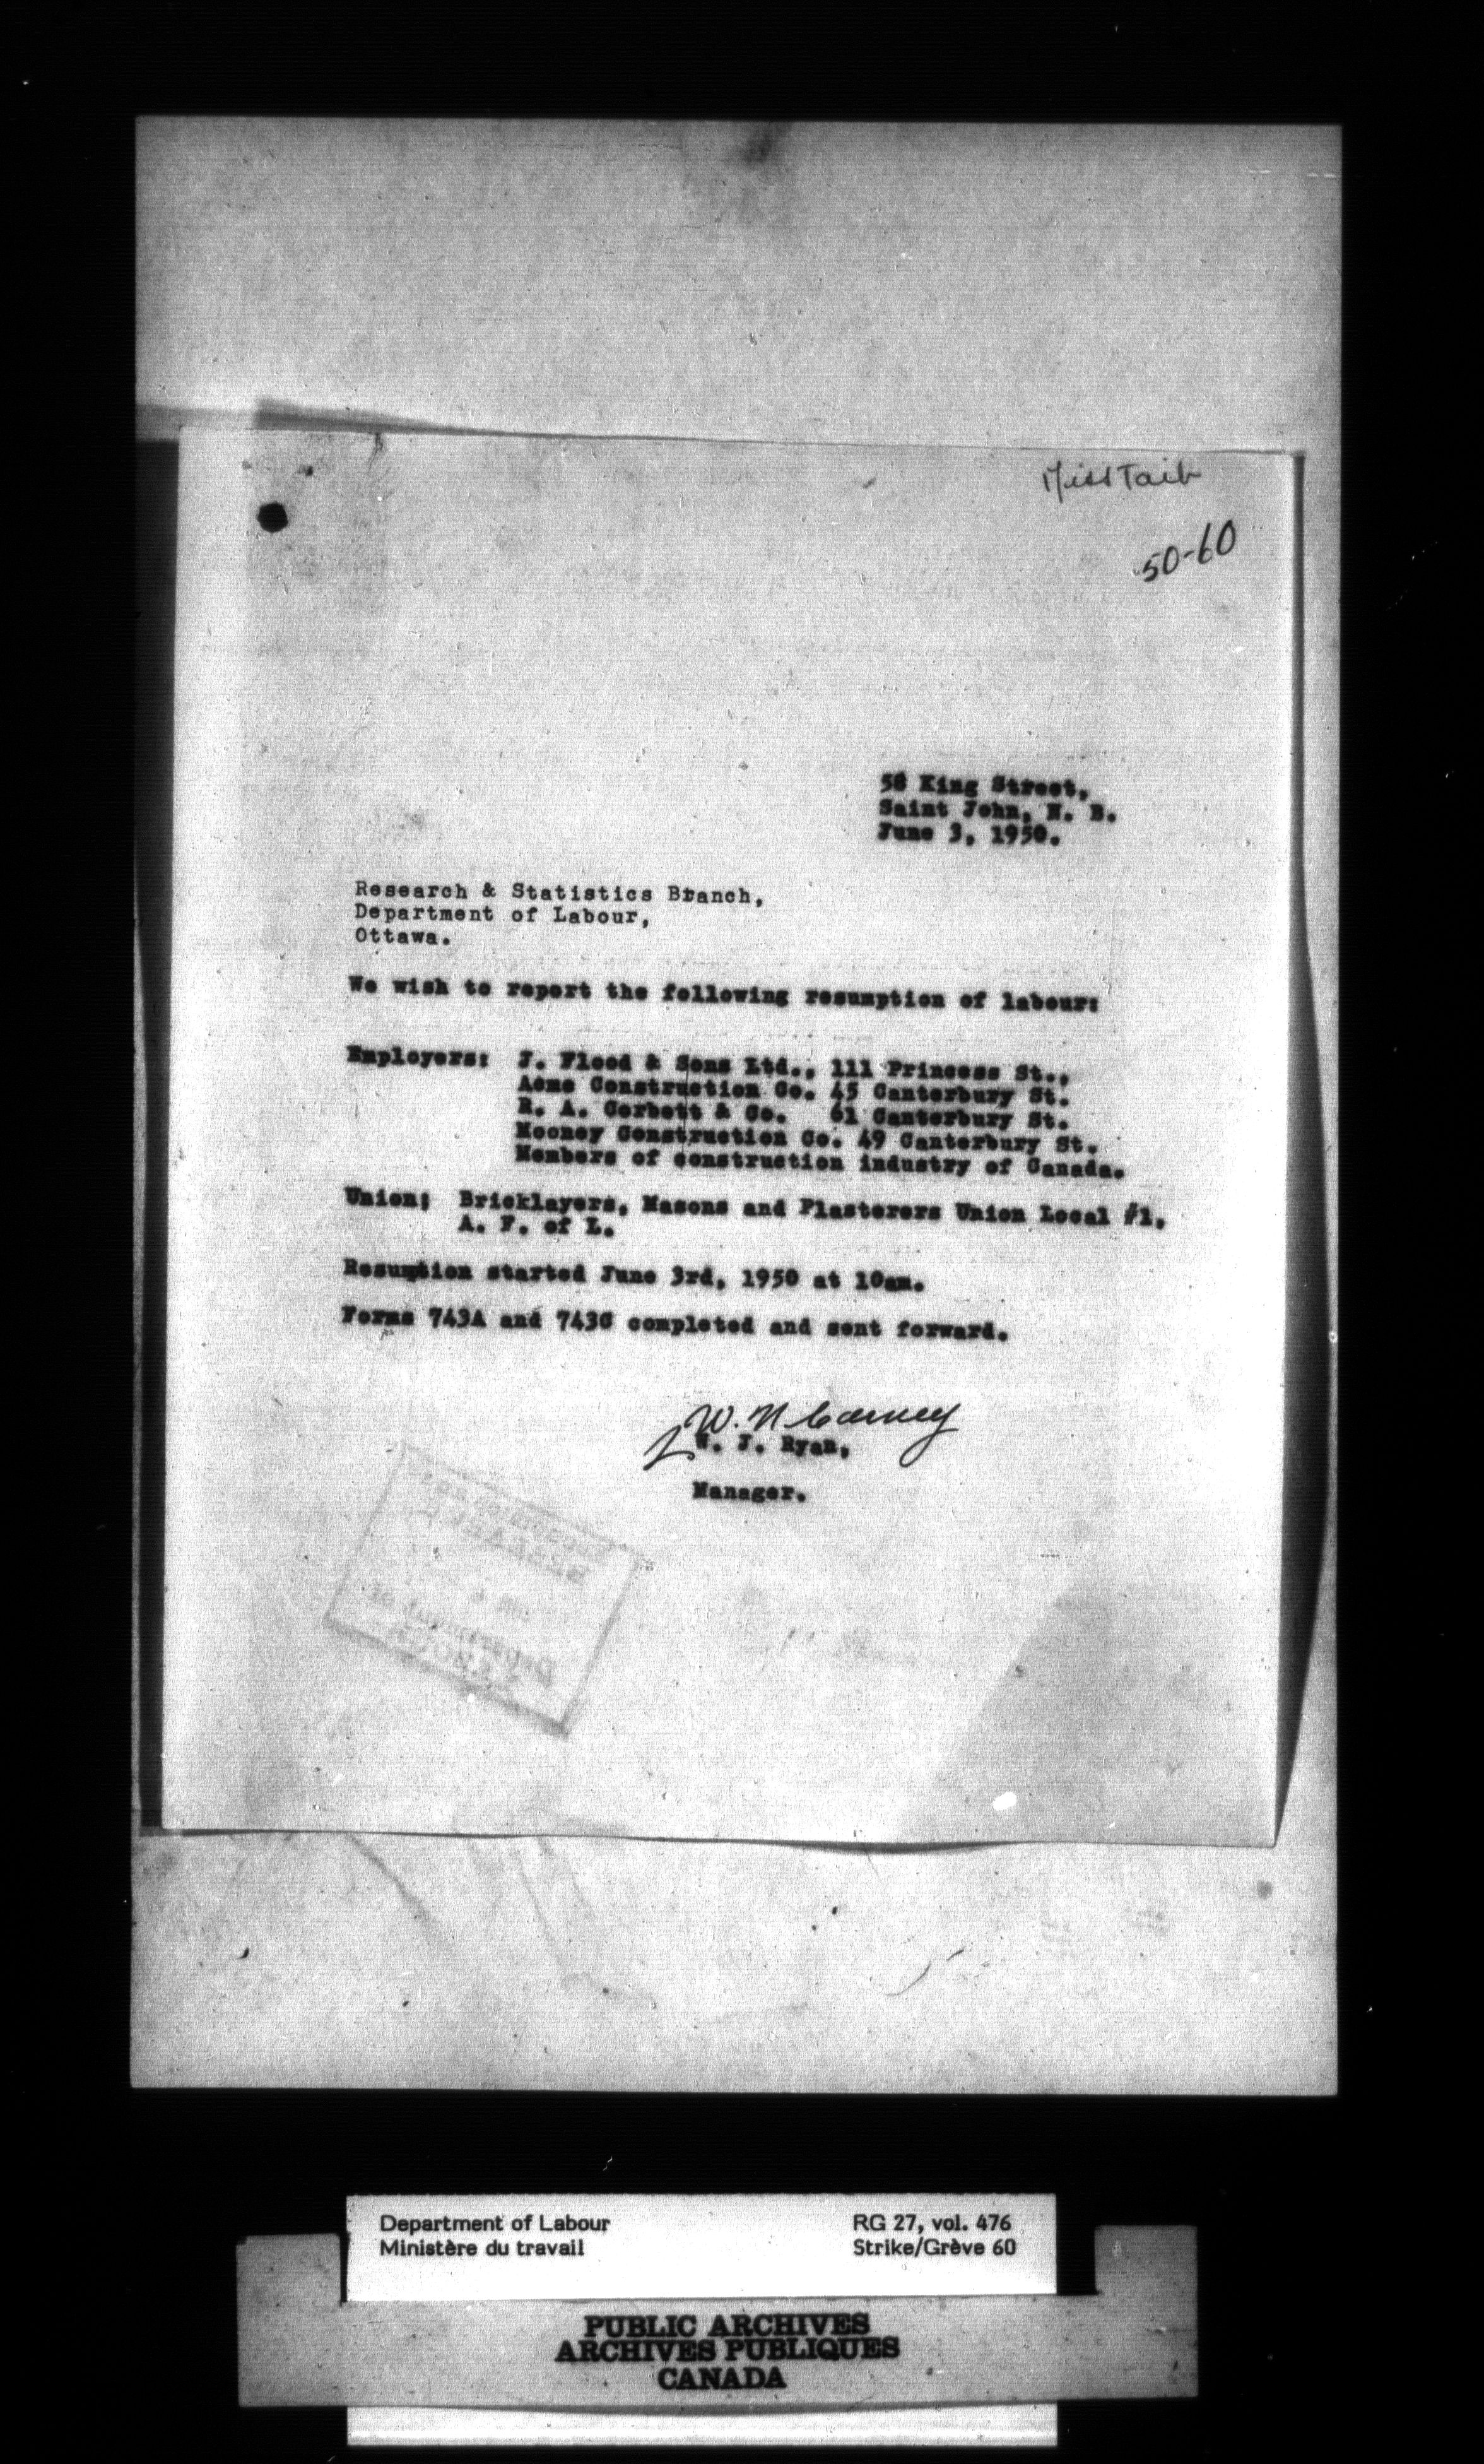 Miss Tait
50-60
King Street,
Saint John, N. B.
June 3, 1950.
Research & Statistics Branch,
Department of Labour,
Ottawa.
We wish to report the following resumption of labour:
Employers: J. Flood & Sons Ltd., 111 Princess St.,
Acme Construction Co. 45 Canterbury St.
R. A. Corbett & Co. 61 Canterbury St.
Mooney Construction Co. 49 Canterbury St.
Members of construction industry of Canada.
Union; Bricklayers, Masons and Plasterers Union Local #1,
A. F. of L.
Resumption started June 3rd, 1950 at 10am.
Forms 743A and 743C completed and sent forward.
W. N Carney
W. J. Ryan,
Manager.
Department of Labour
Ministère du travail
RG 27, vol. 476
Strike/Grève 60
PUBLIC ARCHIVES
ARCHIVES PUBLIQUES
CANADA